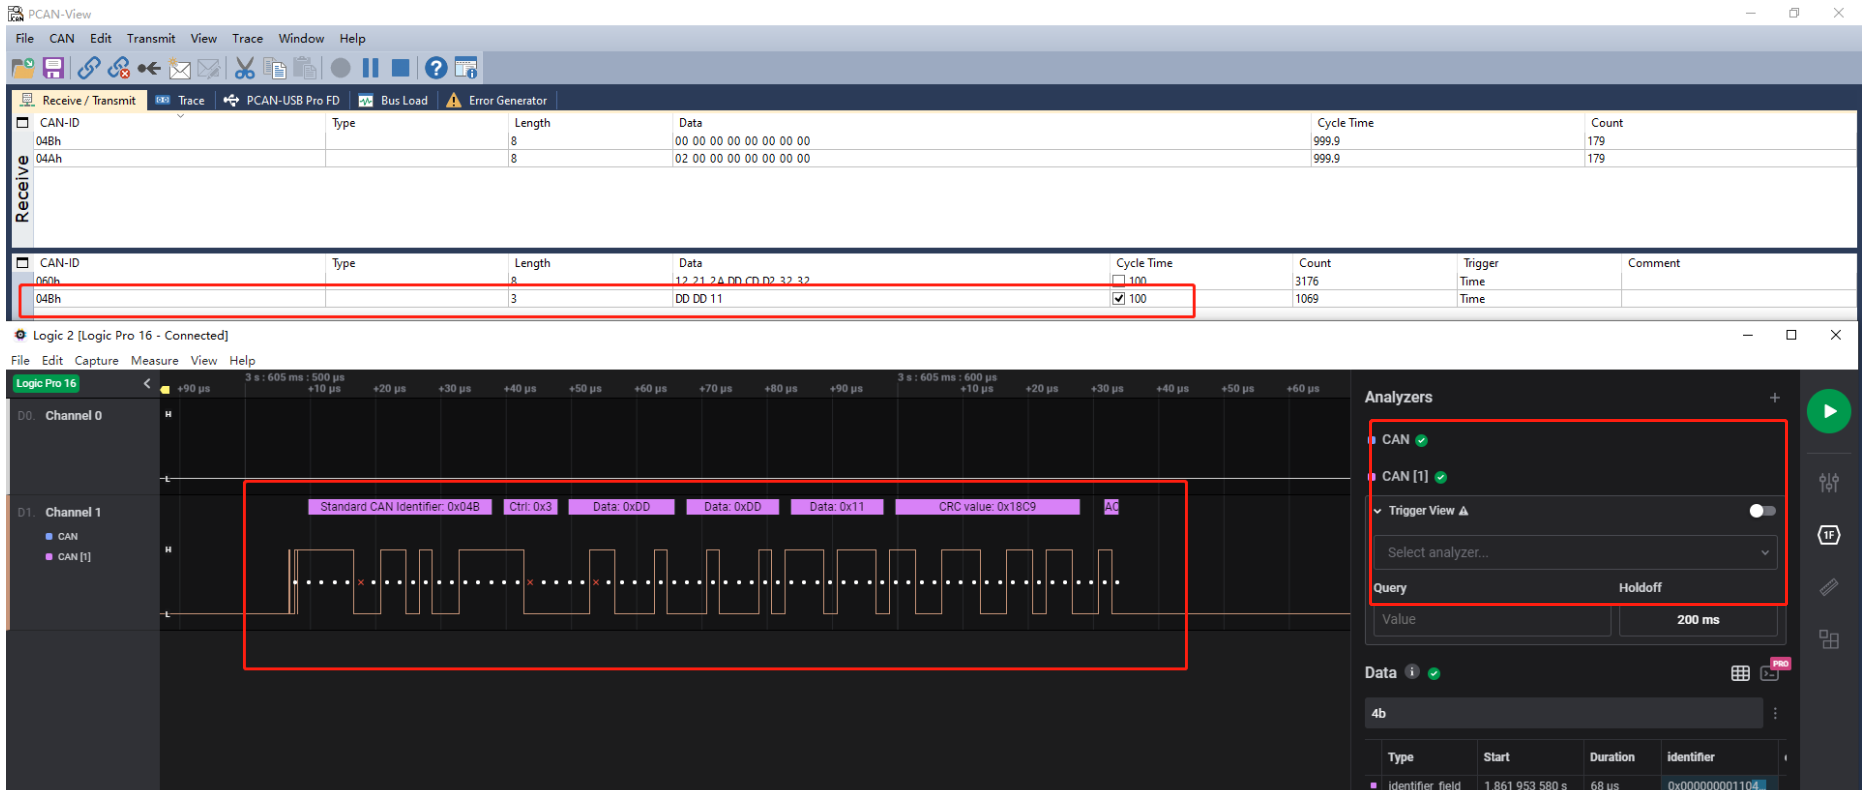 PCAN-View
File CAN Edit Transmit View Trace Window Help
Receive / Transmit Trace PCAN-USB Pro FD Bus Load Error Generator
CAN-ID Type Length Data Cycle Time Count
04Bh 8 00 00 00 00 00 00 00 00 999.9 179
04Ah 8 02 00 00 00 00 00 00 00 999.9 179
Receive
CAN-ID Type Length Data Cycle Time Count Trigger Comment
060h 8 12 21 2A DD CD D2 32 32 100 3176 Time
04Bh 3 DD DD 11 100 1069 Time
Logic 2 [Logic Pro 16 - Connected]
File Edit Capture Measure View Help
Logic Pro 16
3 s : 605 ms : 500 µs 3 s : 605 ms : 600 µs
+90 µs +10 µs +20 µs +30 µs +40 µs +50 µs +60 µs +70 µs +80 µs +90 µs +10 µs +20 µs +30 µs +40 µs +50 µs +60 µs
D0. Channel 0
H
L
D1. Channel 1
CAN
CAN [1]
H
L
Standard CAN Identifier: 0x04B Ctrl: 0x3 Data: 0xDD Data: 0xDD Data: 0x11 CRC value: 0x18C9 AC
Analyzers
CAN
CAN [1]
Trigger View
Select analyzer...
Query Holdoff
Value 200 ms
Data
PRO
4b
Type Start Duration identifier
identifier_field 1.861 953 580 s 68 us 0x000000001104
1F